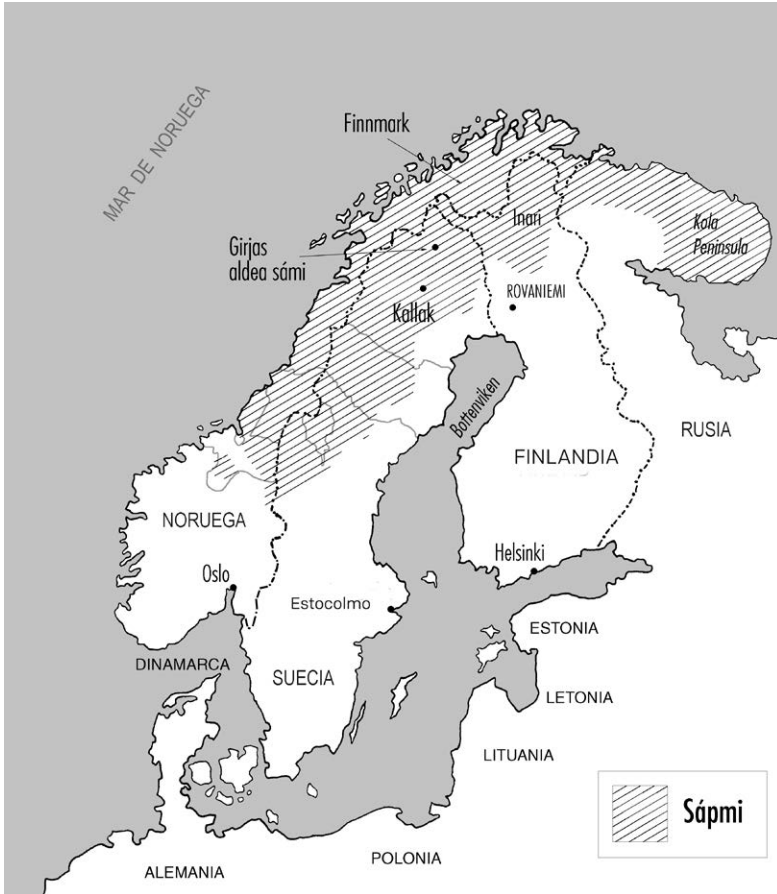 MAR DE NORUEGA
Finnmark
Inari
Kola
Peninsula
Girjas
aldea sámi
Kallak
ROVANIEMI
Bottenviken
RUSIA
FINLANDIA
NORUEGA
Helsinki
Oslo
Estocolmo
ESTONIA
DINAMARCA
SUECIA
LETONIA
LITUANIA
Sápmi
POLONIA
ALEMANIA